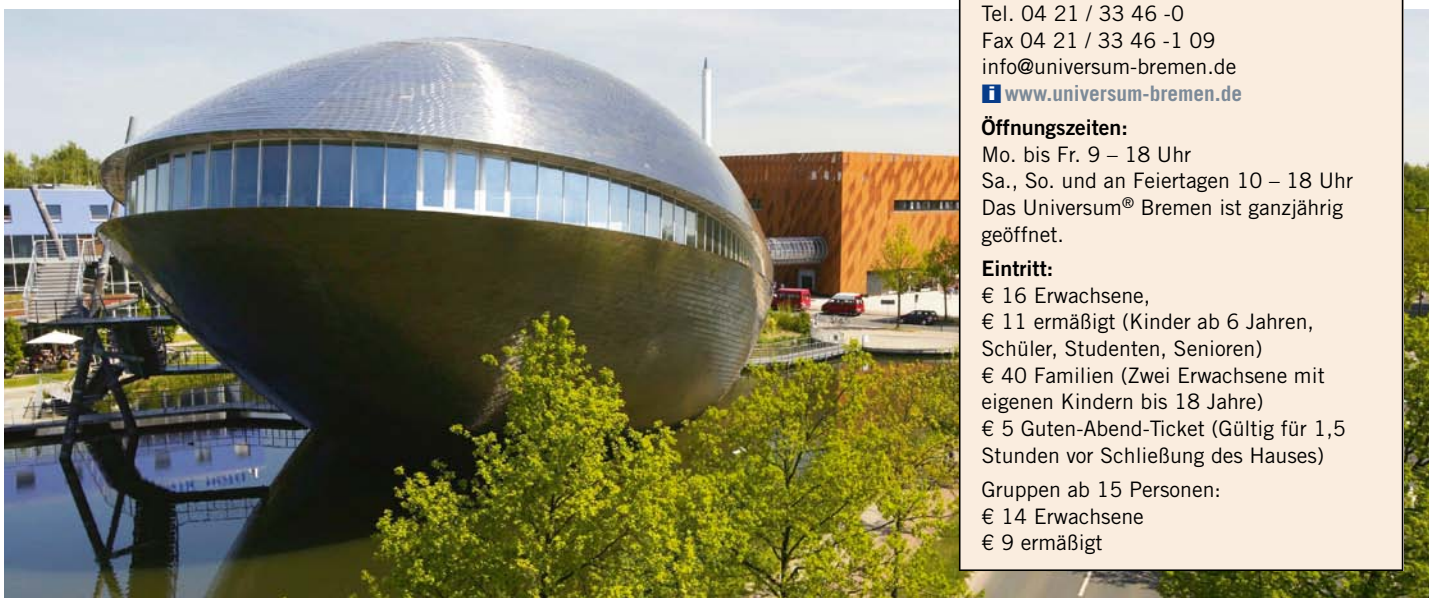 Tel. 04 21 / 33 46 -0
Fax 04 21 / 33 46 -1 09
info@universum-bremen.de
i www.universum-bremen.de
Öffnungszeiten:
Mo. bis Fr. 9 – 18 Uhr
Sa., So. und an Feiertagen 10 – 18 Uhr
Das Universum® Bremen ist ganzjährig
geöffnet.
Eintritt:
€ 16 Erwachsene,
€ 11 ermäßigt (Kinder ab 6 Jahren,
Schüler, Studenten, Senioren)
€ 40 Familien (Zwei Erwachsene mit
eigenen Kindern bis 18 Jahre)
€ 5 Guten-Abend-Ticket (Gültig für 1,5
Stunden vor Schließung des Hauses)
Gruppen ab 15 Personen:
€ 14 Erwachsene
€ 9 ermäßigt